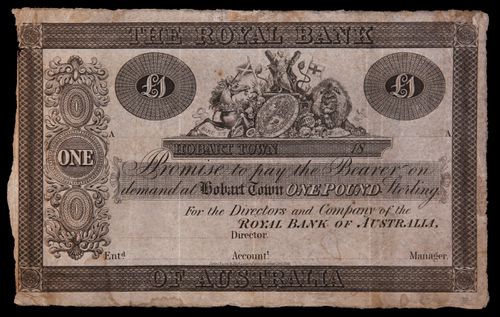 THE ROYAL BANK
£1 £1
A A
HOBART TOWN 18
ONE
Promise to pay the Bearer on
demand at Hobart Town ONE POUND Sterling.
For the Directors and Company of the
ROYAL BANK OF AUSTRALIA,
Director.
Entd Accountt Manager.
OF AUSTRALIA